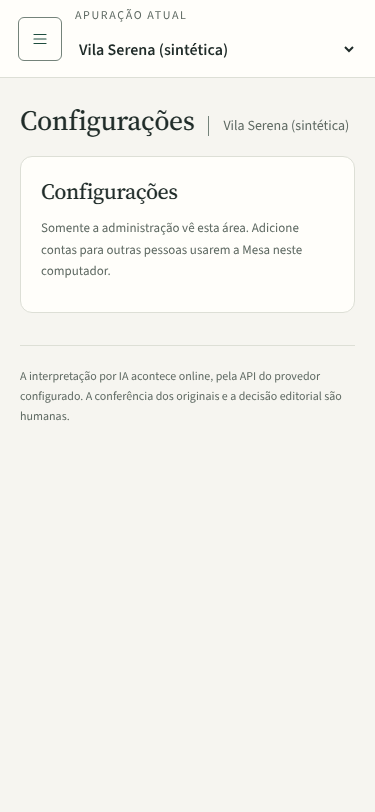 APURAÇÃO ATUAL
Vila Serena (sintética)
Configurações
Vila Serena (sintética)
Configurações
Somente a administração vê esta área. Adicione
contas para outras pessoas usarem a Mesa neste
computador.
A interpretação por IA acontece online, pela API do provedor
configurado. A conferência dos originais e a decisão editorial são
humanas.